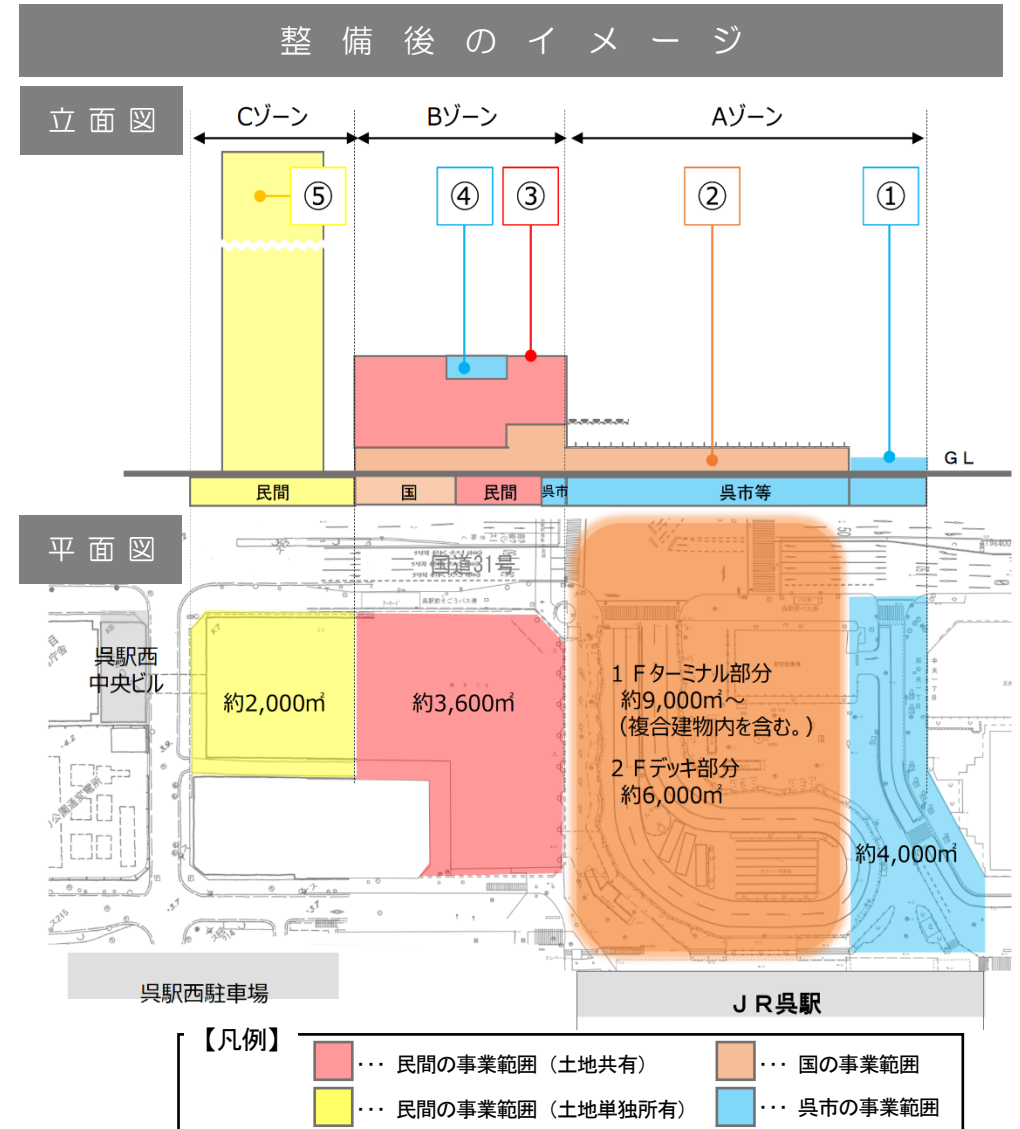 整備後のイメージ
立面図
Cゾーン
Bゾーン
Aゾーン
⑤
④
③
②
①
GL
民間
国
民間
呉市
呉市等
平面図
国道31号
呉駅西
中央ビル
約2,000㎡
約3,600㎡
1Fターミナル部分
約9,000㎡～
（複合建物内を含む。）
2Fデッキ部分
約6,000㎡
約4,000㎡
呉駅西駐車場
JR呉駅
【凡例】
･･･ 民間の事業範囲（土地共有）
･･･ 国の事業範囲
･･･ 民間の事業範囲（土地単独所有）
･･･ 呉市の事業範囲